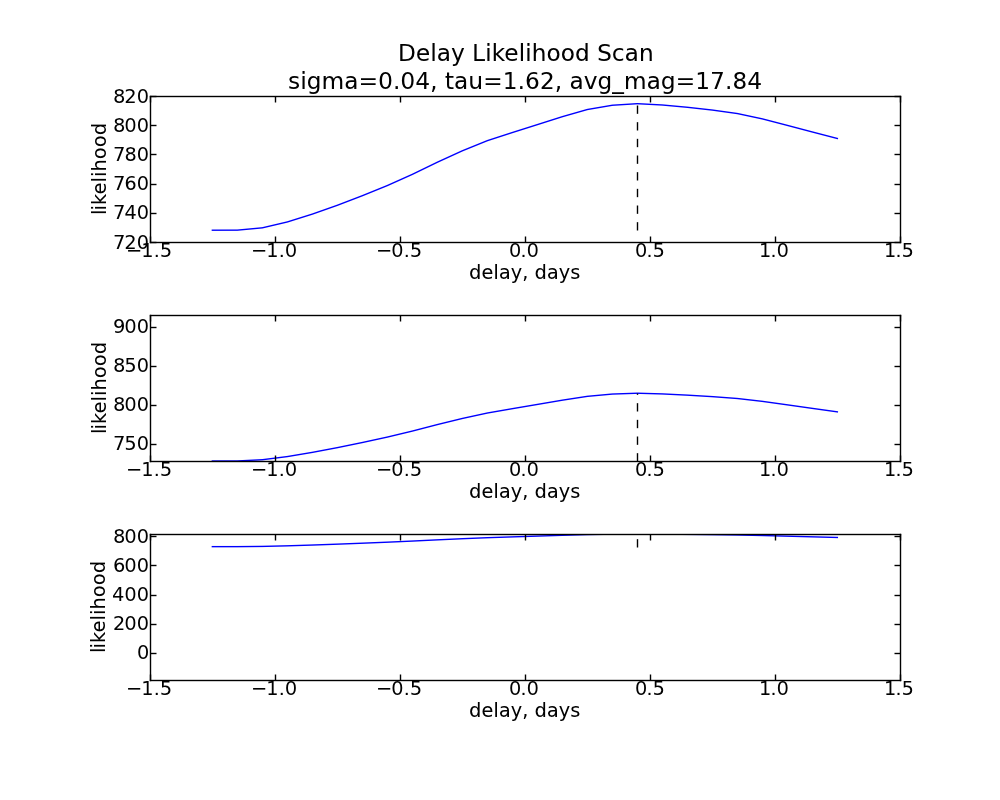 Delay Likelihood Scan
sigma=0.04, tau=1.62, avg_mag=17.84
820
800
780
760
740
720
likelihood
−1.5 −1.0 −0.5 0.0 0.5 1.0 1.5
delay, days
900
850
800
750
likelihood
−1.5 −1.0 −0.5 0.0 0.5 1.0 1.5
delay, days
800
600
400
200
0
likelihood
−1.5 −1.0 −0.5 0.0 0.5 1.0 1.5
delay, days